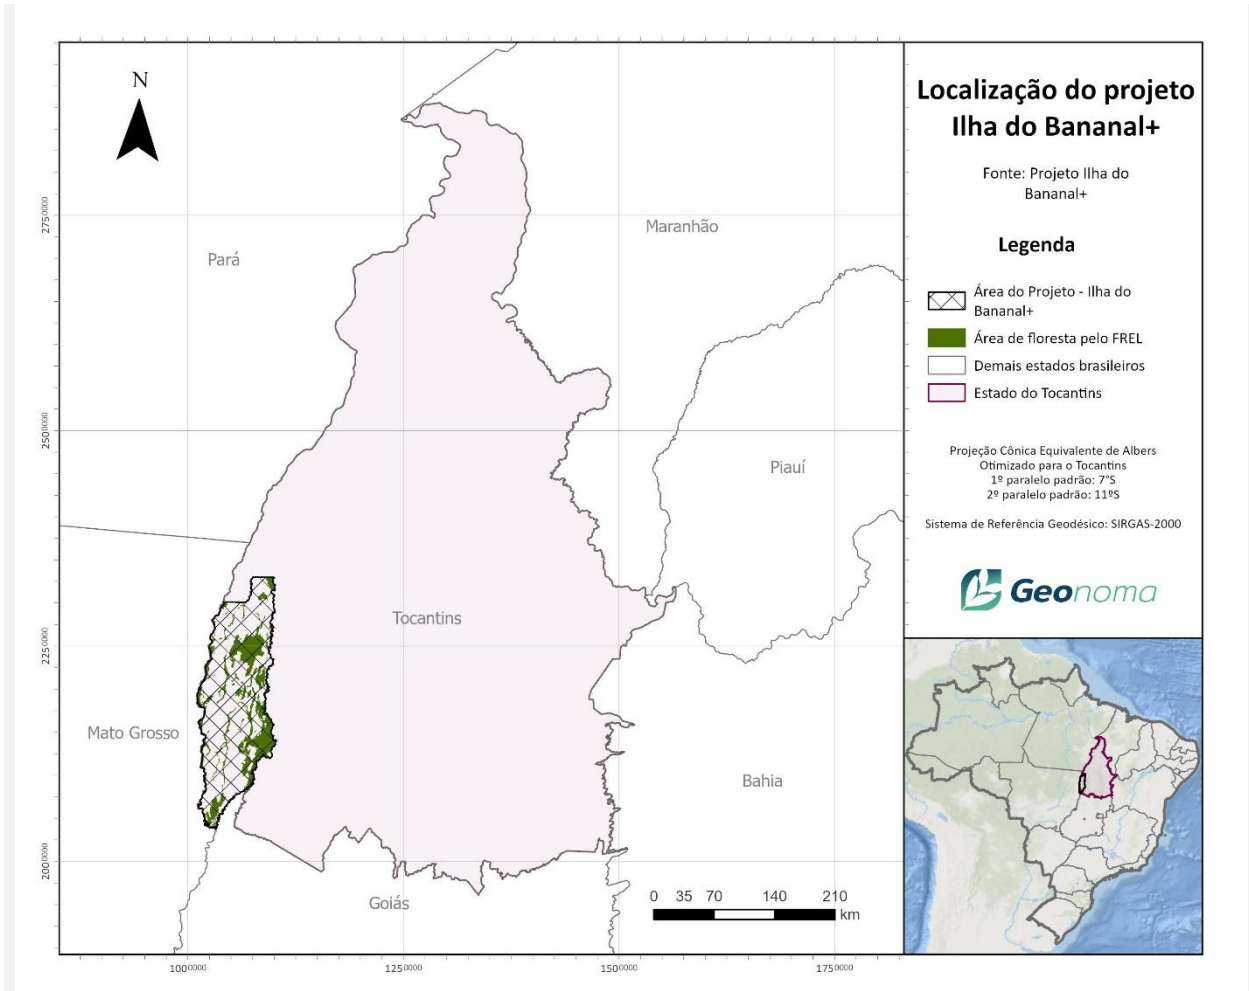 Localização do projeto
Ilha do Bananal+
Fonte: Projeto Ilha do
Bananal+
Legenda
Área do Projeto - Ilha do
Bananal+
Área de floresta pelo FREL
Demais estados brasileiros
Estado do Tocantins
Projeção Cônica Equivalente de Albers
Otimizado para o Tocantins
1º paralelo padrão: 7°S
2º paralelo padrão: 11ºS
Sistema de Referência Geodésico: SIRGAS-2000
Geonoma
N
Pará
Maranhão
Piauí
Tocantins
Mato Grosso
Bahia
Goiás
0 35 70 140 210
km
2750000
2500000
2250000
2000000
1000000 1250000 1500000 1750000